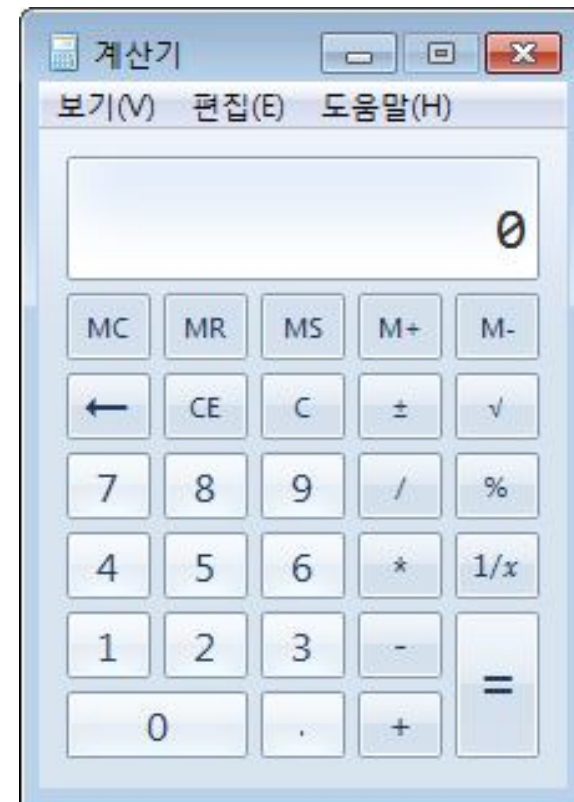 계산기
보기(V) 편집(E) 도움말(H)
0
MC MR MS M+ M-
← CE C ± √
7 8 9 / %
4 5 6 * 1/x
1 2 3 - =
0 . +